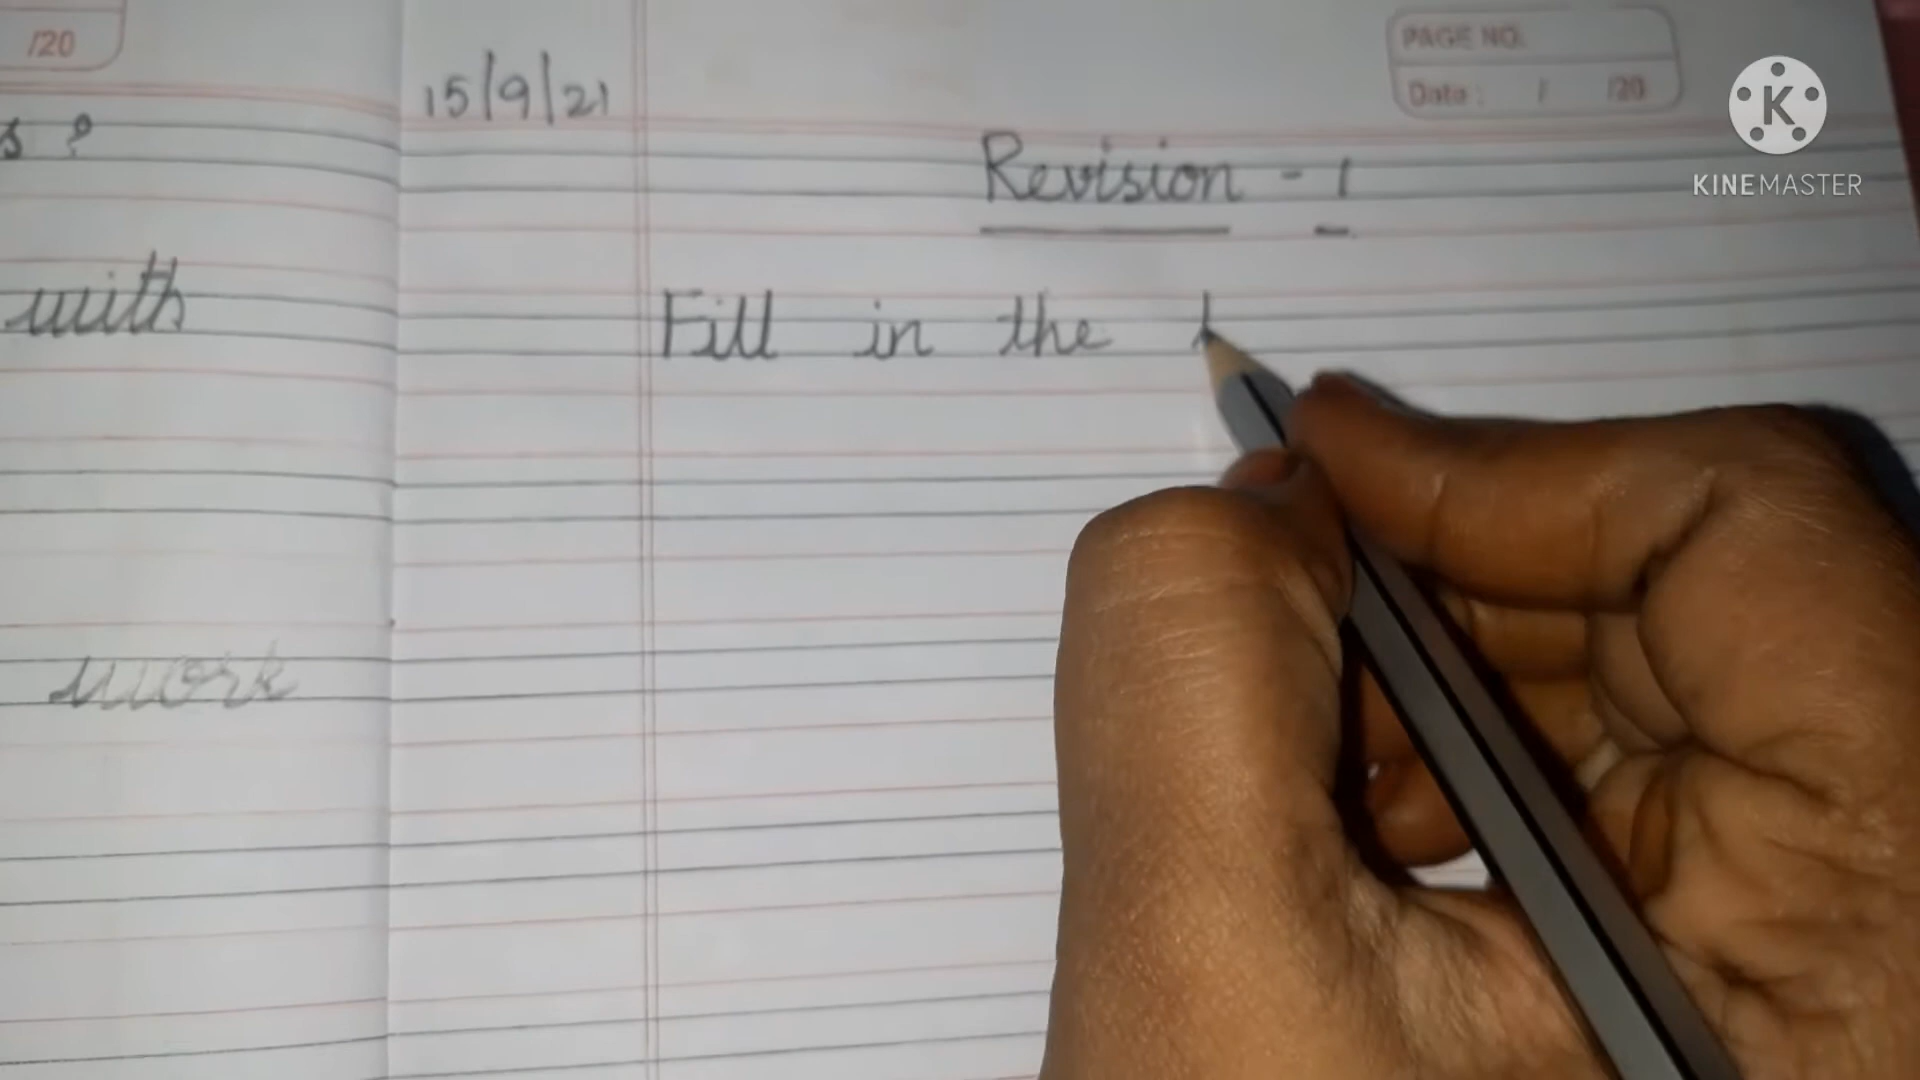 /20
s ?
with
work
15/9/21
PAGE NO.
Date : / /20
Revision - 1
Fill in the
KINEMASTER